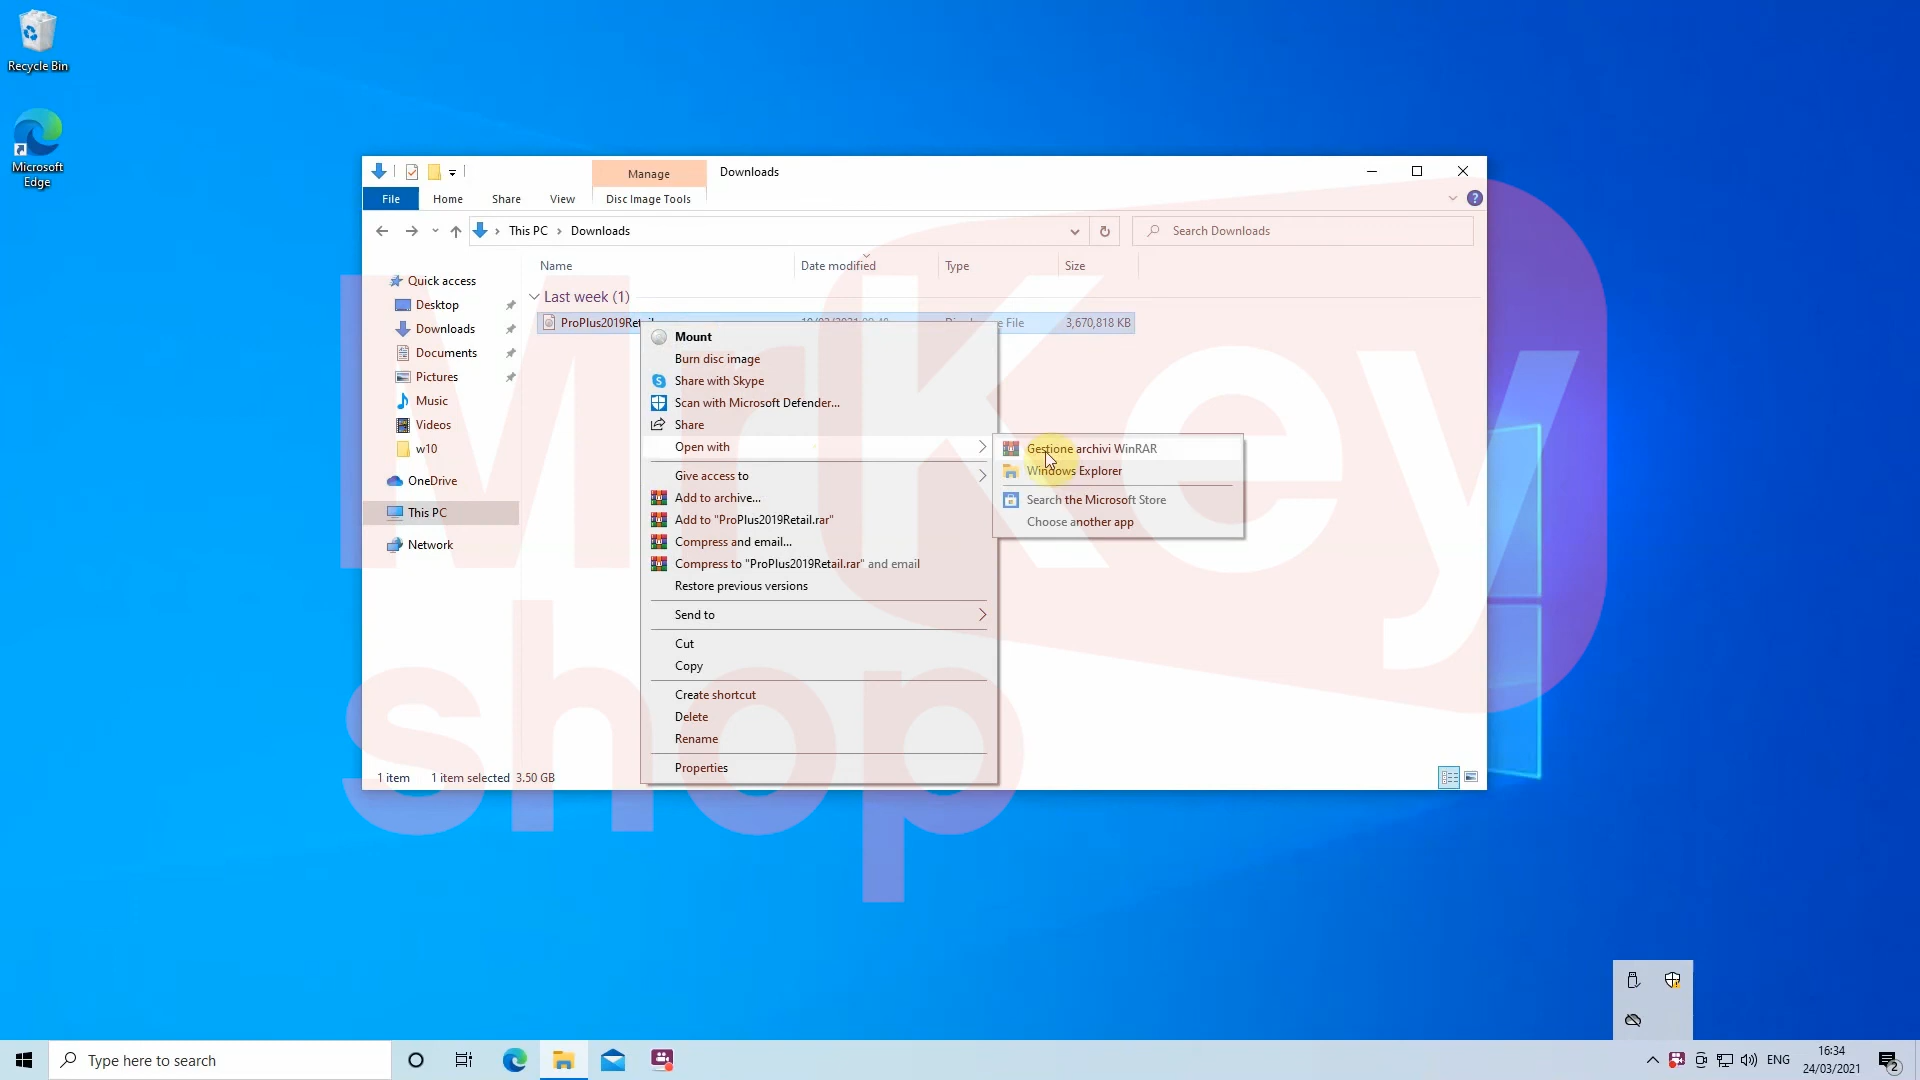 Recycle Bin
Microsoft
Edge
Manage
Downloads
File
Home
Share
View
Disc Image Tools
This PC
Downloads
Search Downloads
Name
Date modified
Type
Size
Quick access
Desktop
Downloads
Documents
Pictures
Music
Videos
w10
OneDrive
This PC
Network
Last week (1)
ProPlus2019Retail
File
3,670,818 KB
Mount
Burn disc image
Share with Skype
Scan with Microsoft Defender...
Share
Open with
Give access to
Add to archive...
Add to "ProPlus2019Retail.rar"
Compress and email...
Compress to "ProPlus2019Retail.rar" and email
Restore previous versions
Send to
Cut
Copy
Create shortcut
Delete
Rename
Properties
Gestione archivi WinRAR
Windows Explorer
Search the Microsoft Store
Choose another app
1 item
1 item selected 3.50 GB
MrKey
shop
Type here to search
ENG
16:34
24/03/2021
2